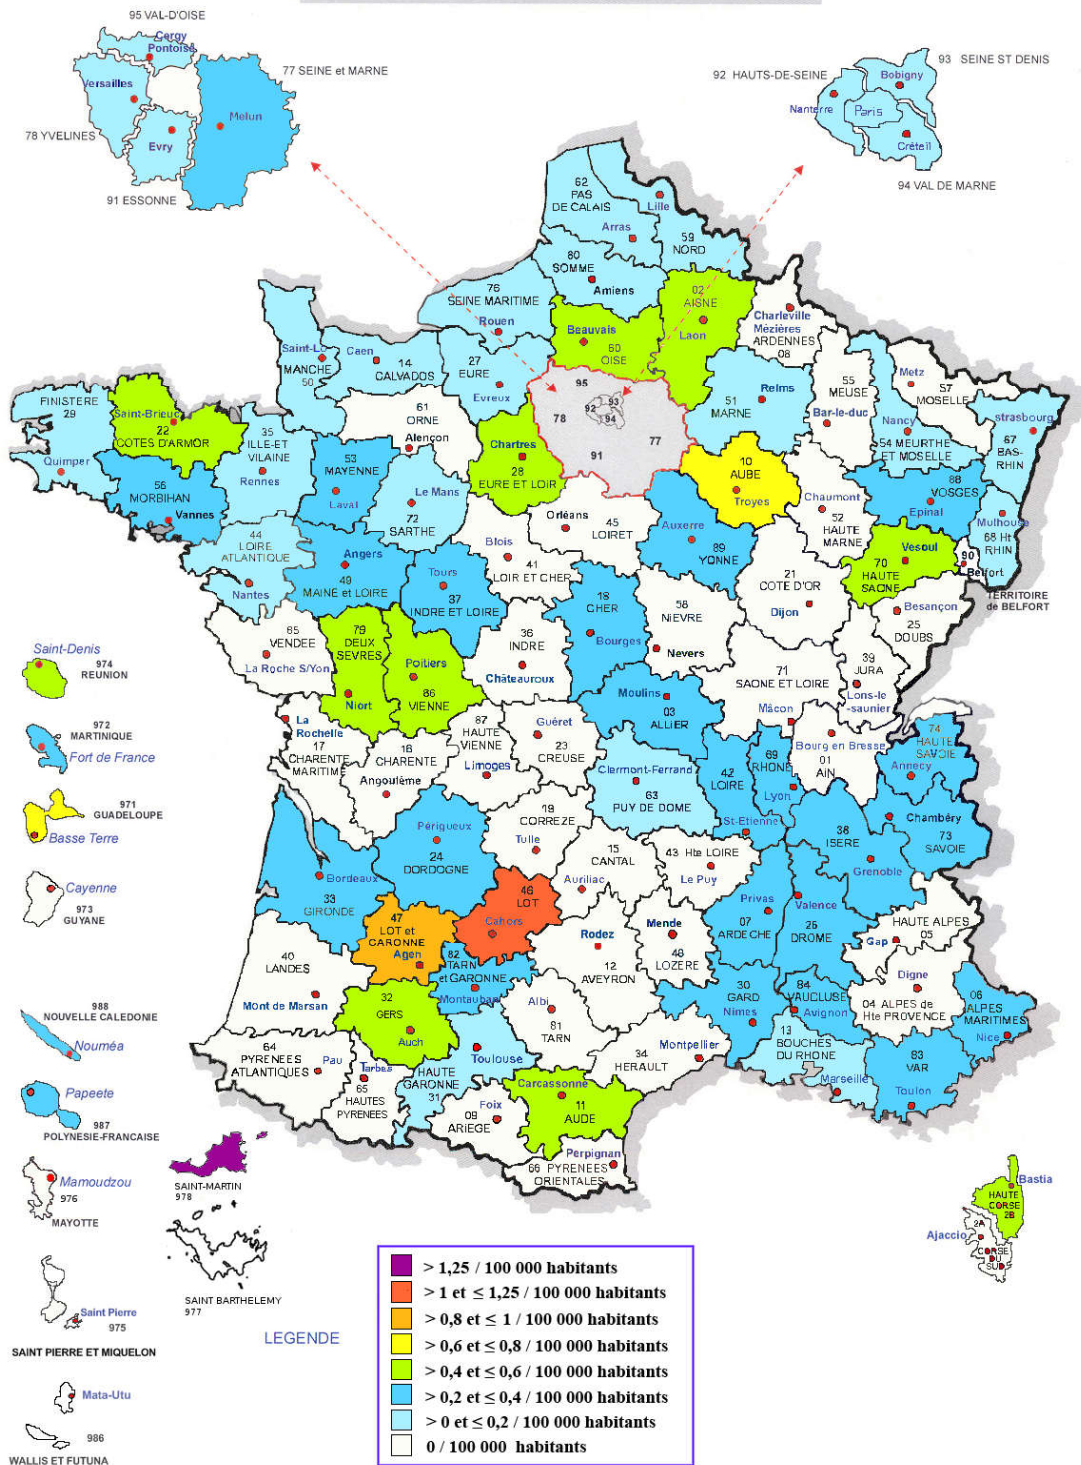 95 VAL-D'OISE
Cergy
Pontoise
77 SEINE et MARNE
Versailles
Melun
78 YVELINES
Evry
91 ESSONNE
93 SEINE ST DENIS
92 HAUTS-DE-SEINE
Bobigny
Nanterre
Paris
Créteil
94 VAL DE MARNE
62
PAS
DE CALAIS
Lille
Arras
59
NORD
80
SOMME
Amiens
76
SEINE MARITIME
Rouen
02
AISNE
Laon
Beauvais
60
OISE
Charleville
Mézières
ARDENNES
08
Saint-Lo
MANCHE
50
Caen
14
CALVADOS
27
EURE
Evreux
95
93
92
94
78
77
91
51
MARNE
Reims
55
MEUSE
Bar-le-duc
Metz
57
MOSELLE
Nancy
54 MEURTHE
ET MOSELLE
strasbourg
67
BAS-
RHIN
FINISTERE
29
Quimper
Saint-Brieuc
22
COTES D'ARMOR
35
ILLE-ET
VILAINE
Rennes
61
ORNE
Alençon
Chartres
28
EURE ET LOIR
10
AUBE
Troyes
Chaumont
52
HAUTE
MARNE
88
VOSGES
Epinal
Mulhouse
68 Ht
RHIN
56
MORBIHAN
Vannes
53
MAYENNE
Laval
Le Mans
72
SARTHE
Orléans
45
LOIRET
Auxerre
89
YONNE
Vesoul
70
HAUTE
SAONE
90
Belfort
TERRITOIRE
de BELFORT
44
LOIRE
ATLANTIQUE
Nantes
Angers
49
MAINE et LOIRE
Tours
37
INDRE ET LOIRE
Blois
41
LOIR ET CHER
18
CHER
Bourges
58
NIEVRE
Nevers
21
COTE D'OR
Dijon
Besançon
25
DOUBS
85
VENDEE
La Roche S/Yon
79
DEUX
SEVRES
Niort
Poitiers
86
VIENNE
36
INDRE
Châteauroux
Moulins
03
ALLIER
71
SAONE ET LOIRE
Mâcon
39
JURA
Lons-le
-saunier
Saint-Denis
974
REUNION
La
Rochelle
17
CHARENTE
MARITIME
16
CHARENTE
Angoulème
87
HAUTE
VIENNE
Limoges
Guéret
23
CREUSE
Clermont-Ferrand
63
PUY DE DOME
42
LOIRE
St-Etienne
69
RHONE
Lyon
Bourg en Bresse
01
AIN
74
HAUTE
SAVOIE
Annecy
972
MARTINIQUE
Fort de France
971
GUADELOUPE
Basse Terre
Cayenne
973
GUYANE
Périgueux
24
DORDOGNE
19
CORREZE
Tulle
15
CANTAL
Auriliac
43 Hte LOIRE
Le Puy
38
ISERE
Grenoble
Chambéry
73
SAVOIE
Bordeaux
33
GIRONDE
47
LOT et
GARONNE
Agen
46
LOT
Cahors
Rodez
12
AVEYRON
Mende
48
LOZERE
Privas
07
ARDECHE
Valence
26
DROME
HAUTE ALPES
05
Gap
40
LANDES
Mont de Marsan
82
TARN
et GARONNE
Montauban
Albi
81
TARN
30
GARD
Nimes
84
VAUCLUSE
Avignon
Digne
04 ALPES de
Hte PROVENCE
06
ALPES
MARITIMES
Nice
32
GERS
Auch
Toulouse
HAUTE
GARONNE
31
34
HERAULT
Montpellier
13
BOUCHES
DU RHONE
Marseille
83
VAR
Toulon
64
PYRENEES
ATLANTIQUES
Pau
Tarbes
65
HAUTES
PYRENEES
Foix
09
ARIEGE
Carcassonne
11
AUDE
Perpignan
66 PYRENEES
ORIENTALES
988
NOUVELLE CALEDONIE
Nouméa
Papeete
987
POLYNESIE-FRANCAISE
Mamoudzou
976
MAYOTTE
SAINT-MARTIN
978
SAINT BARTHELEMY
977
Saint Pierre
975
SAINT PIERRE ET MIQUELON
Mata-Utu
986
WALLIS ET FUTUNA
Bastia
HAUTE
CORSE
2B
Ajaccio
2A
CORSE
DU
SUD
LEGENDE
> 1,25 / 100 000 habitants
> 1 et ≤ 1,25 / 100 000 habitants
> 0,8 et ≤ 1 / 100 000 habitants
> 0,6 et ≤ 0,8 / 100 000 habitants
> 0,4 et ≤ 0,6 / 100 000 habitants
> 0,2 et ≤ 0,4 / 100 000 habitants
> 0 et ≤ 0,2 / 100 000 habitants
0 / 100 000 habitants